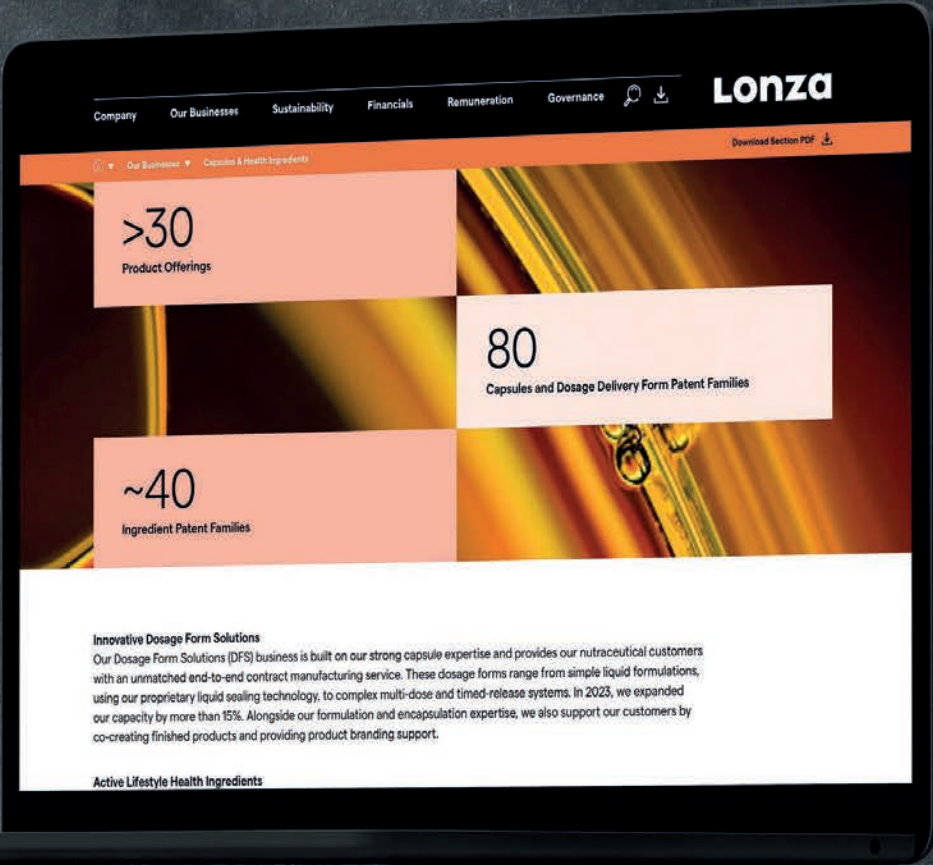 Company Our Businesses Sustainability Financials Remuneration Governance Lonza
Our Businesses Capsules & Health Ingredients Download Section PDF
>30
Product Offerings
80
Capsules and Dosage Delivery Form Patent Families
~40
Ingredient Patent Families
Innovative Dosage Form Solutions
Our Dosage Form Solutions (DFS) business is built on our strong capsule expertise and provides our nutraceutical customers
with an unmatched end-to-end contract manufacturing service. These dosage forms range from simple liquid formulations,
using our proprietary liquid sealing technology, to complex multi-dose and timed-release systems. In 2023, we expanded
our capacity by more than 15%. Alongside our formulation and encapsulation expertise, we also support our customers by
co-creating finished products and providing product branding support.
Active Lifestyle Health Ingredients